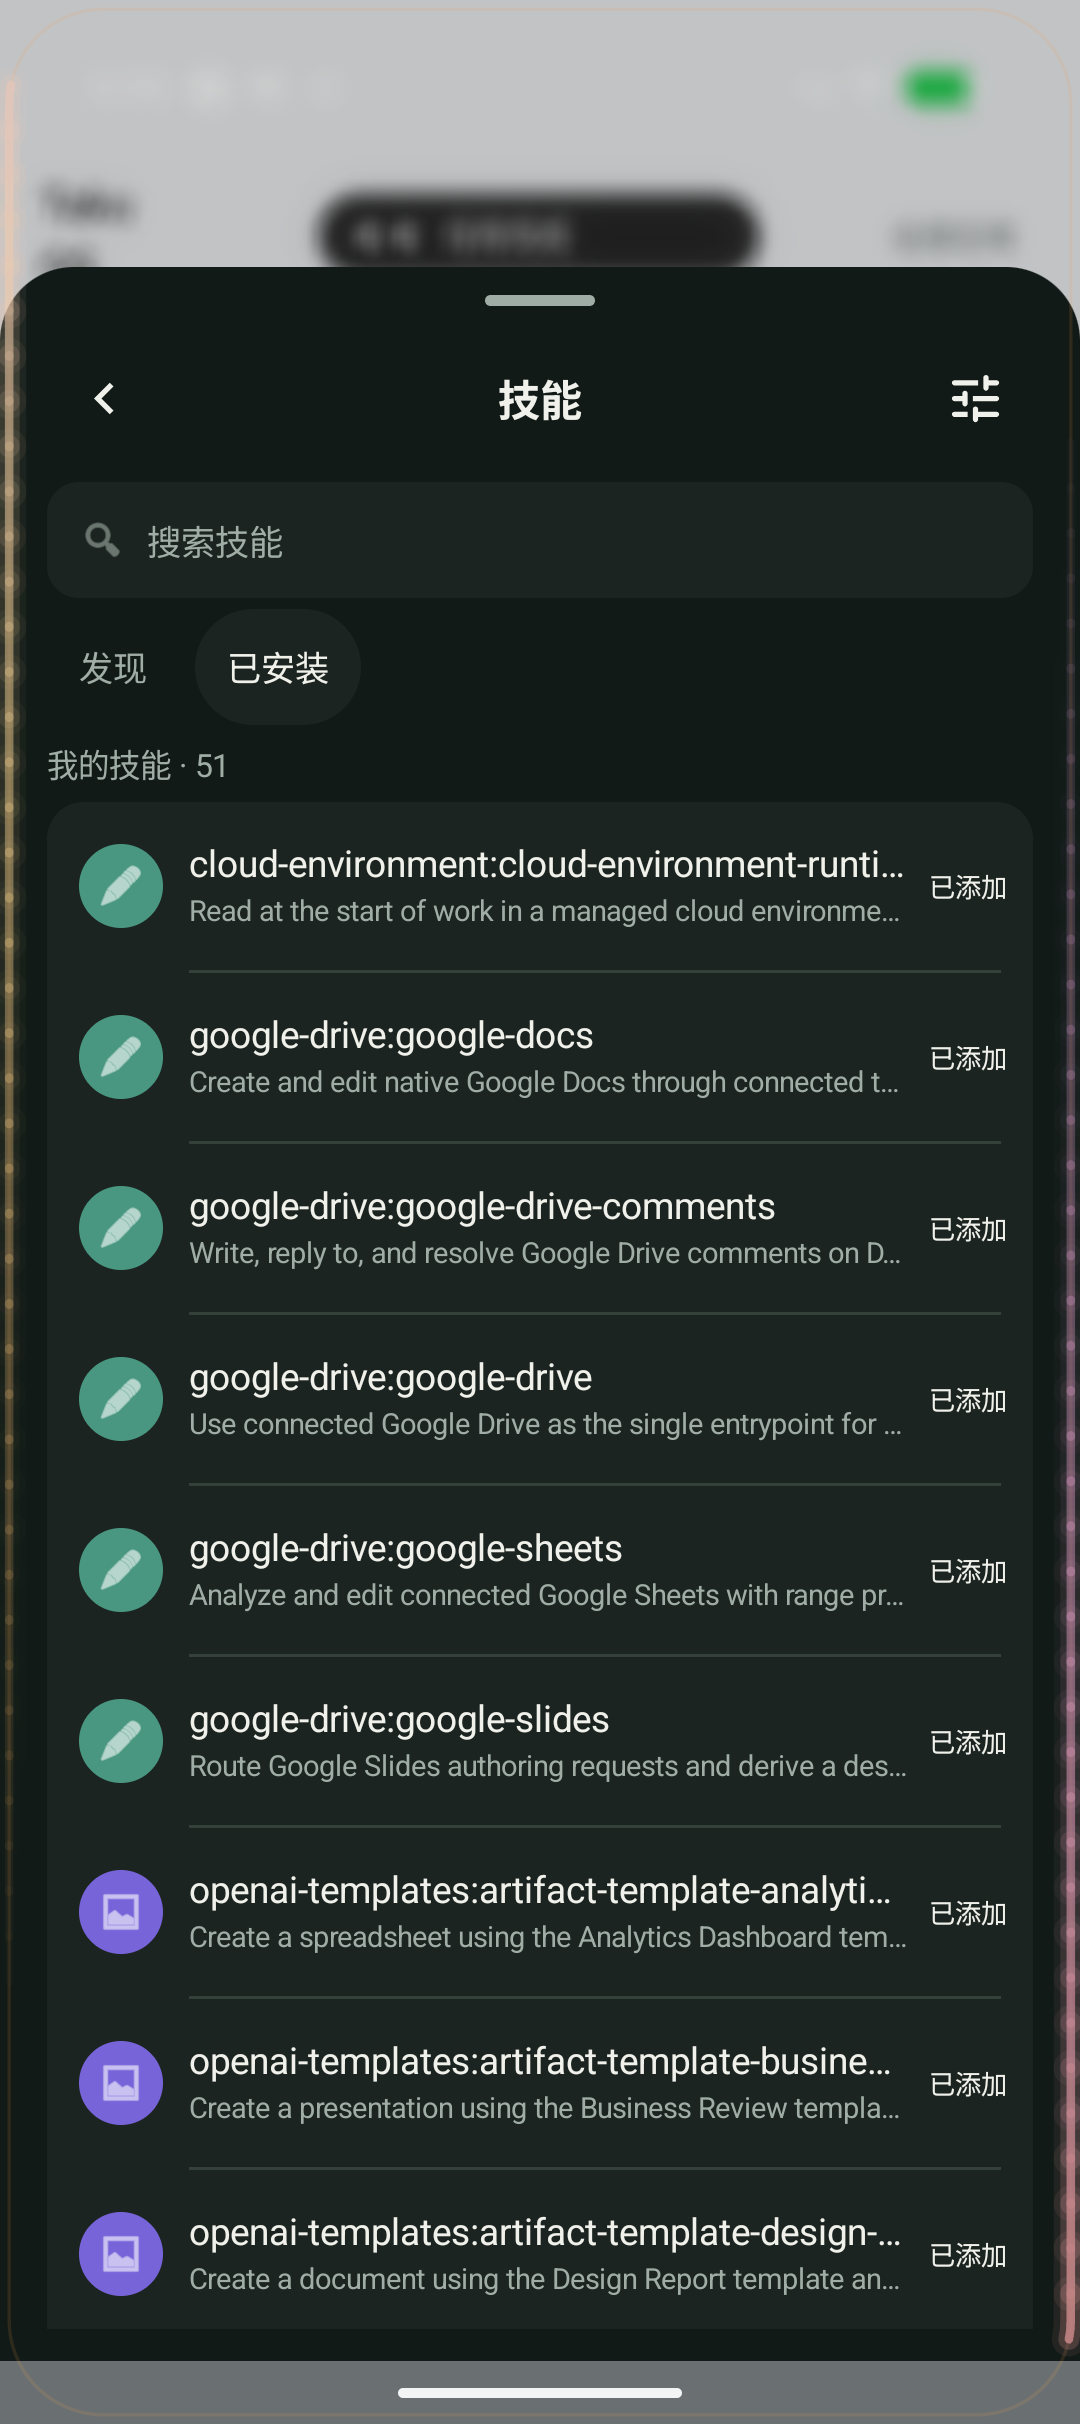 技能
搜索技能
发现 已安装
我的技能 · 51
cloud-environment:cloud-environment-runti...
Read at the start of work in a managed cloud environme...
已添加
google-drive:google-docs
Create and edit native Google Docs through connected t...
已添加
google-drive:google-drive-comments
Write, reply to, and resolve Google Drive comments on D...
已添加
google-drive:google-drive
Use connected Google Drive as the single entrypoint for ...
已添加
google-drive:google-sheets
Analyze and edit connected Google Sheets with range pr...
已添加
google-drive:google-slides
Route Google Slides authoring requests and derive a des...
已添加
openai-templates:artifact-template-analyti...
Create a spreadsheet using the Analytics Dashboard tem...
已添加
openai-templates:artifact-template-busine...
Create a presentation using the Business Review templa...
已添加
openai-templates:artifact-template-design-...
Create a document using the Design Report template an...
已添加